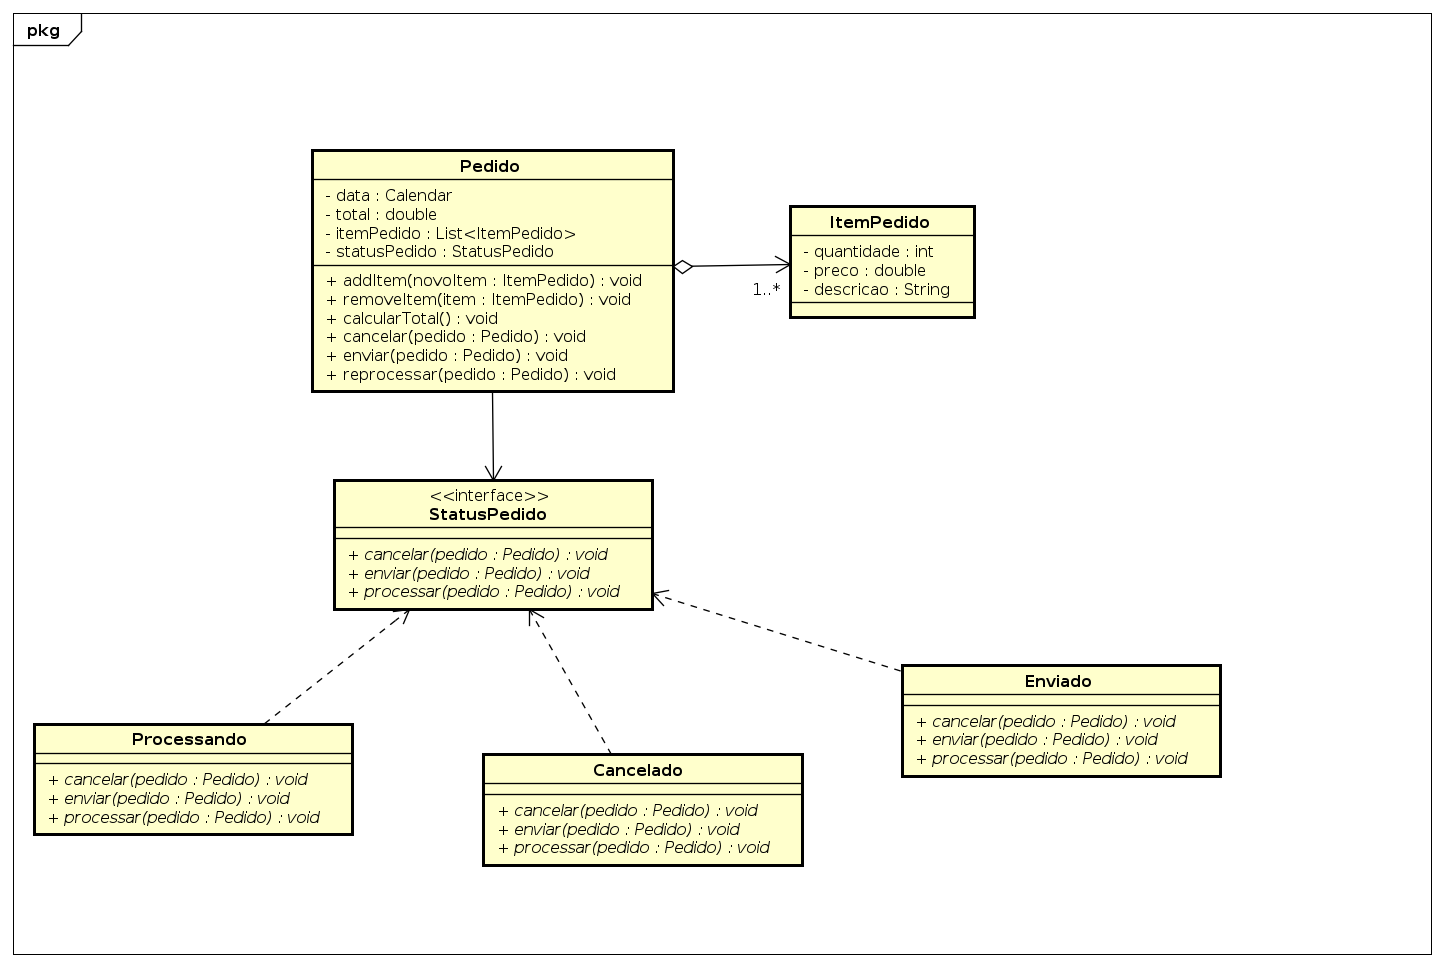 pkg
Pedido
- data : Calendar
- total : double
- itemPedido : List<ItemPedido>
- statusPedido : StatusPedido
+ addItem(novoItem : ItemPedido) : void
+ removeItem(item : ItemPedido) : void
+ calcularTotal() : void
+ cancelar(pedido : Pedido) : void
+ enviar(pedido : Pedido) : void
+ reprocessar(pedido : Pedido) : void
1..*
ItemPedido
- quantidade : int
- preco : double
- descricao : String
<<interface>>
StatusPedido
+ cancelar(pedido : Pedido) : void
+ enviar(pedido : Pedido) : void
+ processar(pedido : Pedido) : void
Processando
+ cancelar(pedido : Pedido) : void
+ enviar(pedido : Pedido) : void
+ processar(pedido : Pedido) : void
Cancelado
+ cancelar(pedido : Pedido) : void
+ enviar(pedido : Pedido) : void
+ processar(pedido : Pedido) : void
Enviado
+ cancelar(pedido : Pedido) : void
+ enviar(pedido : Pedido) : void
+ processar(pedido : Pedido) : void